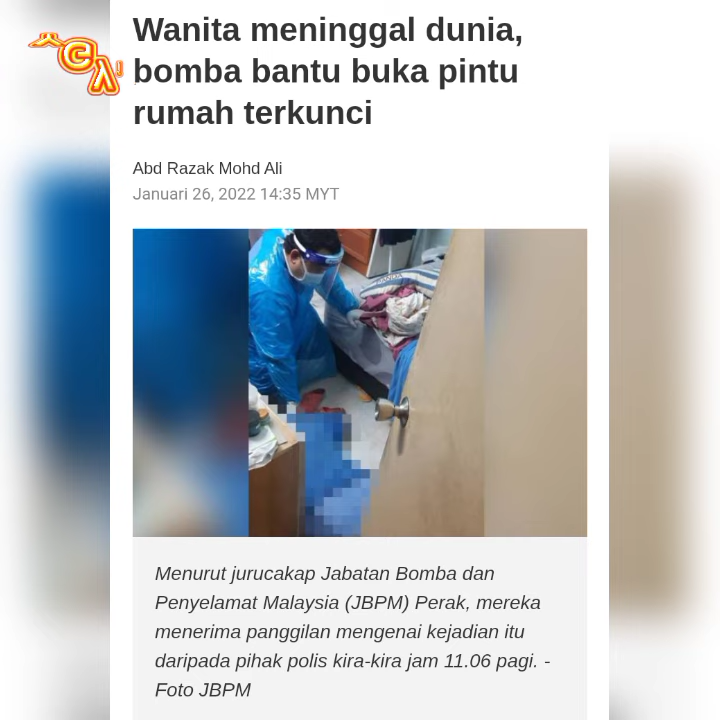 Wanita meninggal dunia,
bomba bantu buka pintu
rumah terkunci
Abd Razak Mohd Ali
Januari 26, 2022 14:35 MYT
PANDA
Menurut jurucakap Jabatan Bomba dan
Penyelamat Malaysia (JBPM) Perak, mereka
menerima panggilan mengenai kejadian itu
daripada pihak polis kira-kira jam 11.06 pagi. -
Foto JBPM